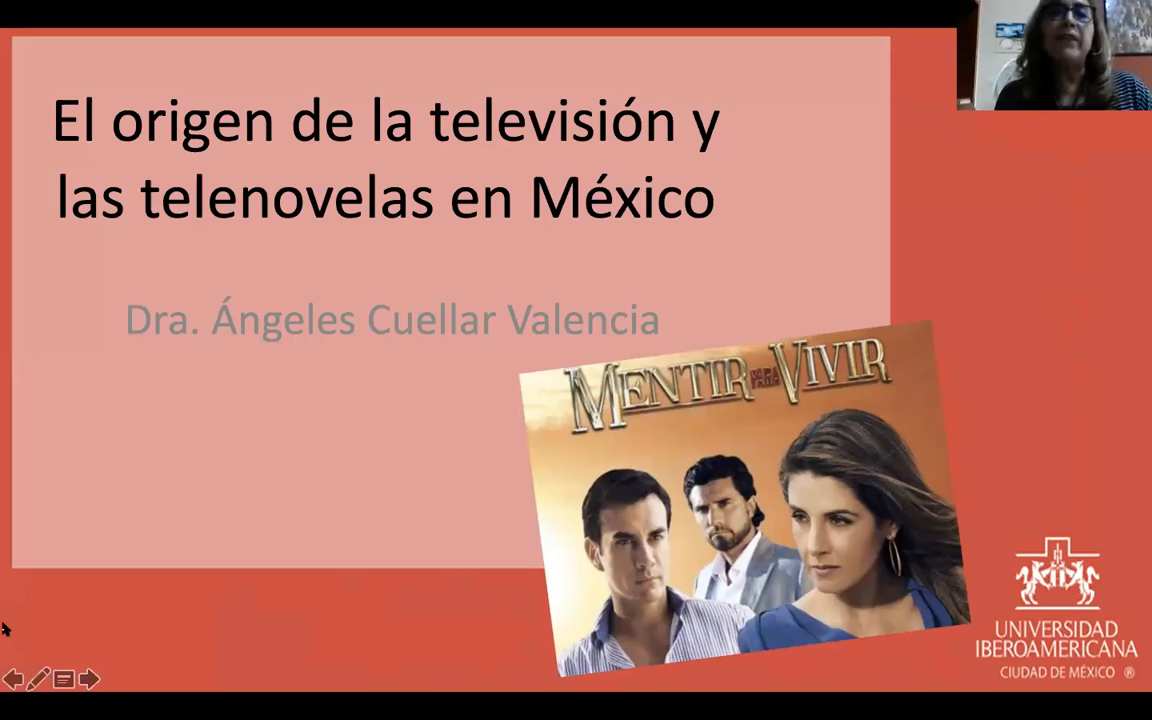 El origen de la televisión y
las telenovelas en México
Dra. Ángeles Cuellar Valencia
MENTIR PARA VIVIR
UNIVERSIDAD
IBEROAMERICANA
CIUDAD DE MÉXICO ®